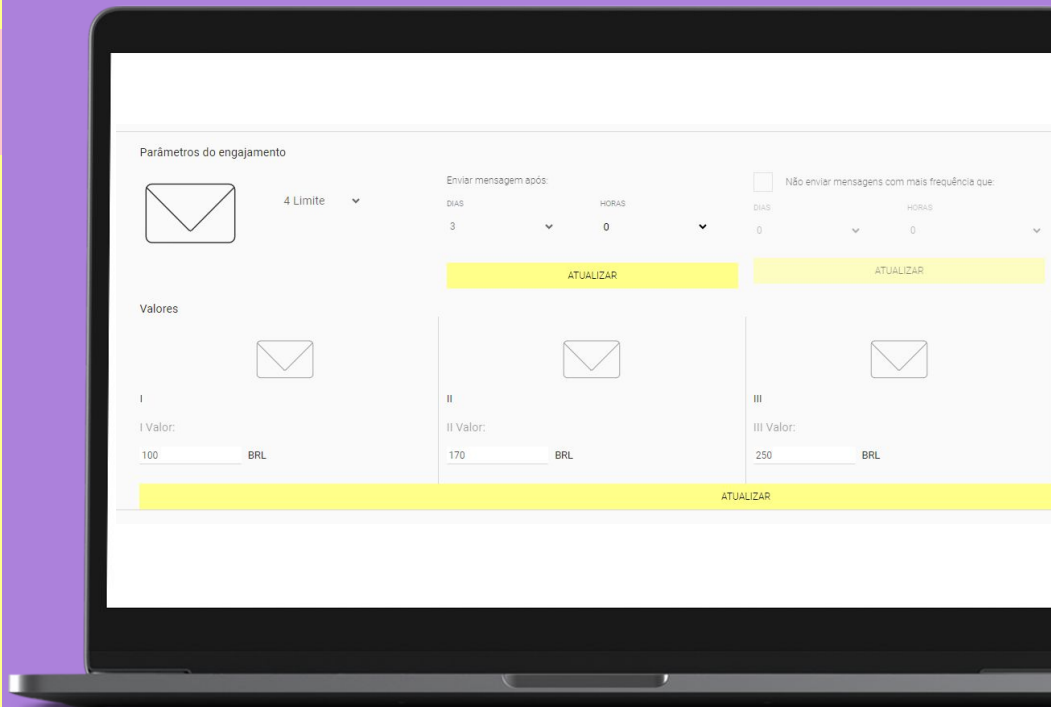 Parâmetros do engajamento
4 Limite
Enviar mensagem após:
DIAS HORAS
3 0
ATUALIZAR
Não enviar mensagens com mais frequência que:
DIAS HORAS
0 0
ATUALIZAR
Valores
I
I Valor:
100 BRL
II
II Valor:
170 BRL
III
III Valor:
250 BRL
ATUALIZAR